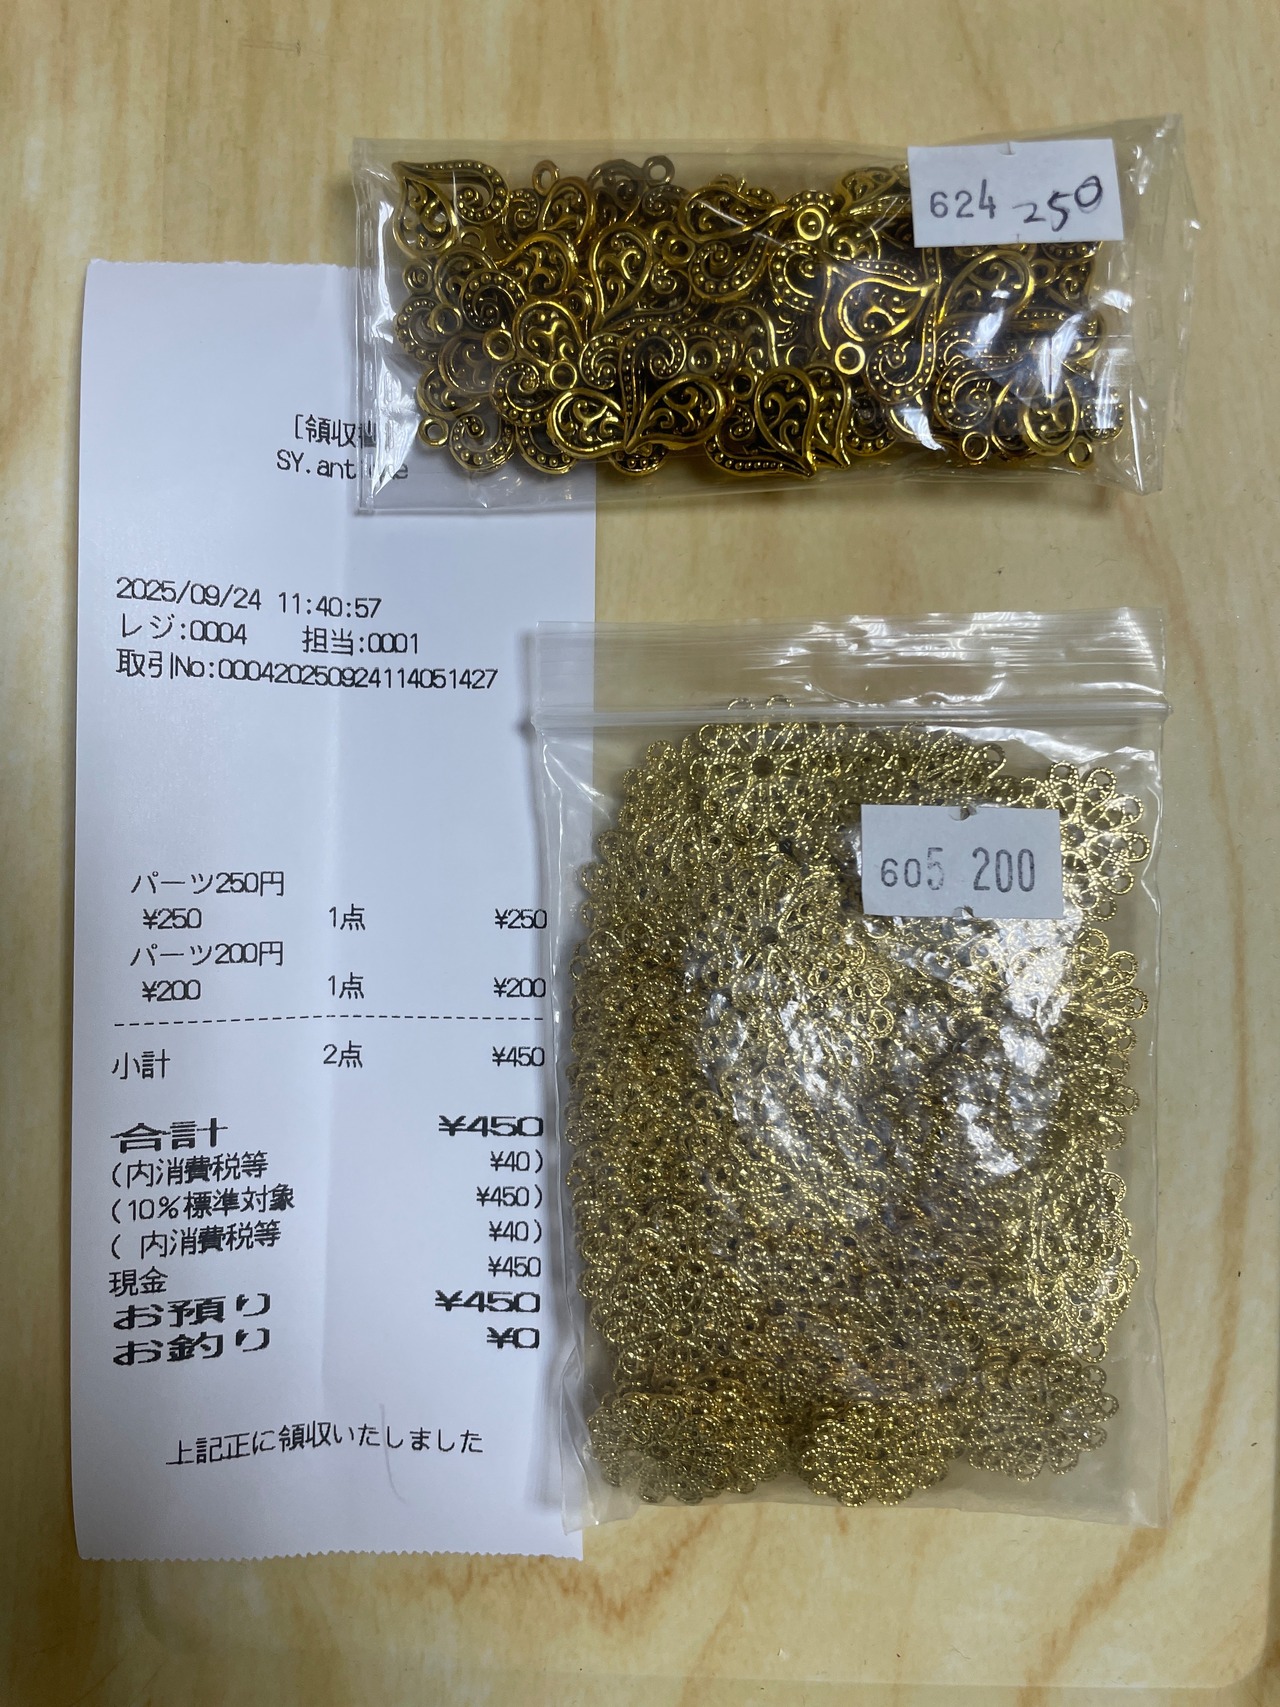 624 250
[領収
SY.ant
2025/09/24 11:40:57
レジ:0004 担当:0001
取引No:00042025092411405​1427
605 200
パーツ250円
¥250 1点 ¥250
パーツ200円
¥200 1点 ¥200
小計 2点 ¥450
合計 ¥450
(内消費税等 ¥40)
(10%標準対象 ¥450)
( 内消費税等 ¥40)
現金 ¥450
お預り ¥450
お釣り ¥0
上記正に領収いたしました